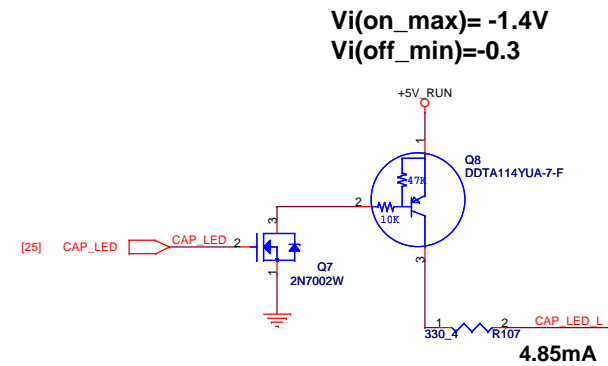 Vi(on_max)= -1.4V
Vi(off_min)=-0.3
+5V_RUN
1
Q8
DDTA114YUA-7-F
47K
2
10K
3
3
[25] CAP_LED
CAP_LED
2
Q7
2N7002W
1
1
2
CAP_LED_L
330_4
R107
4.85mA